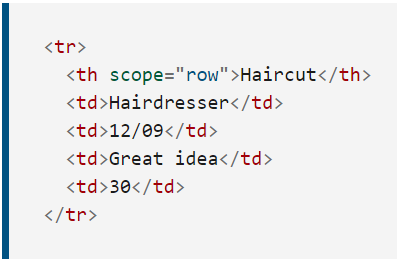 <tr>
<th scope="row">Haircut</th>
<td>Hairdresser</td>
<td>12/09</td>
<td>Great idea</td>
<td>30</td>
</tr>